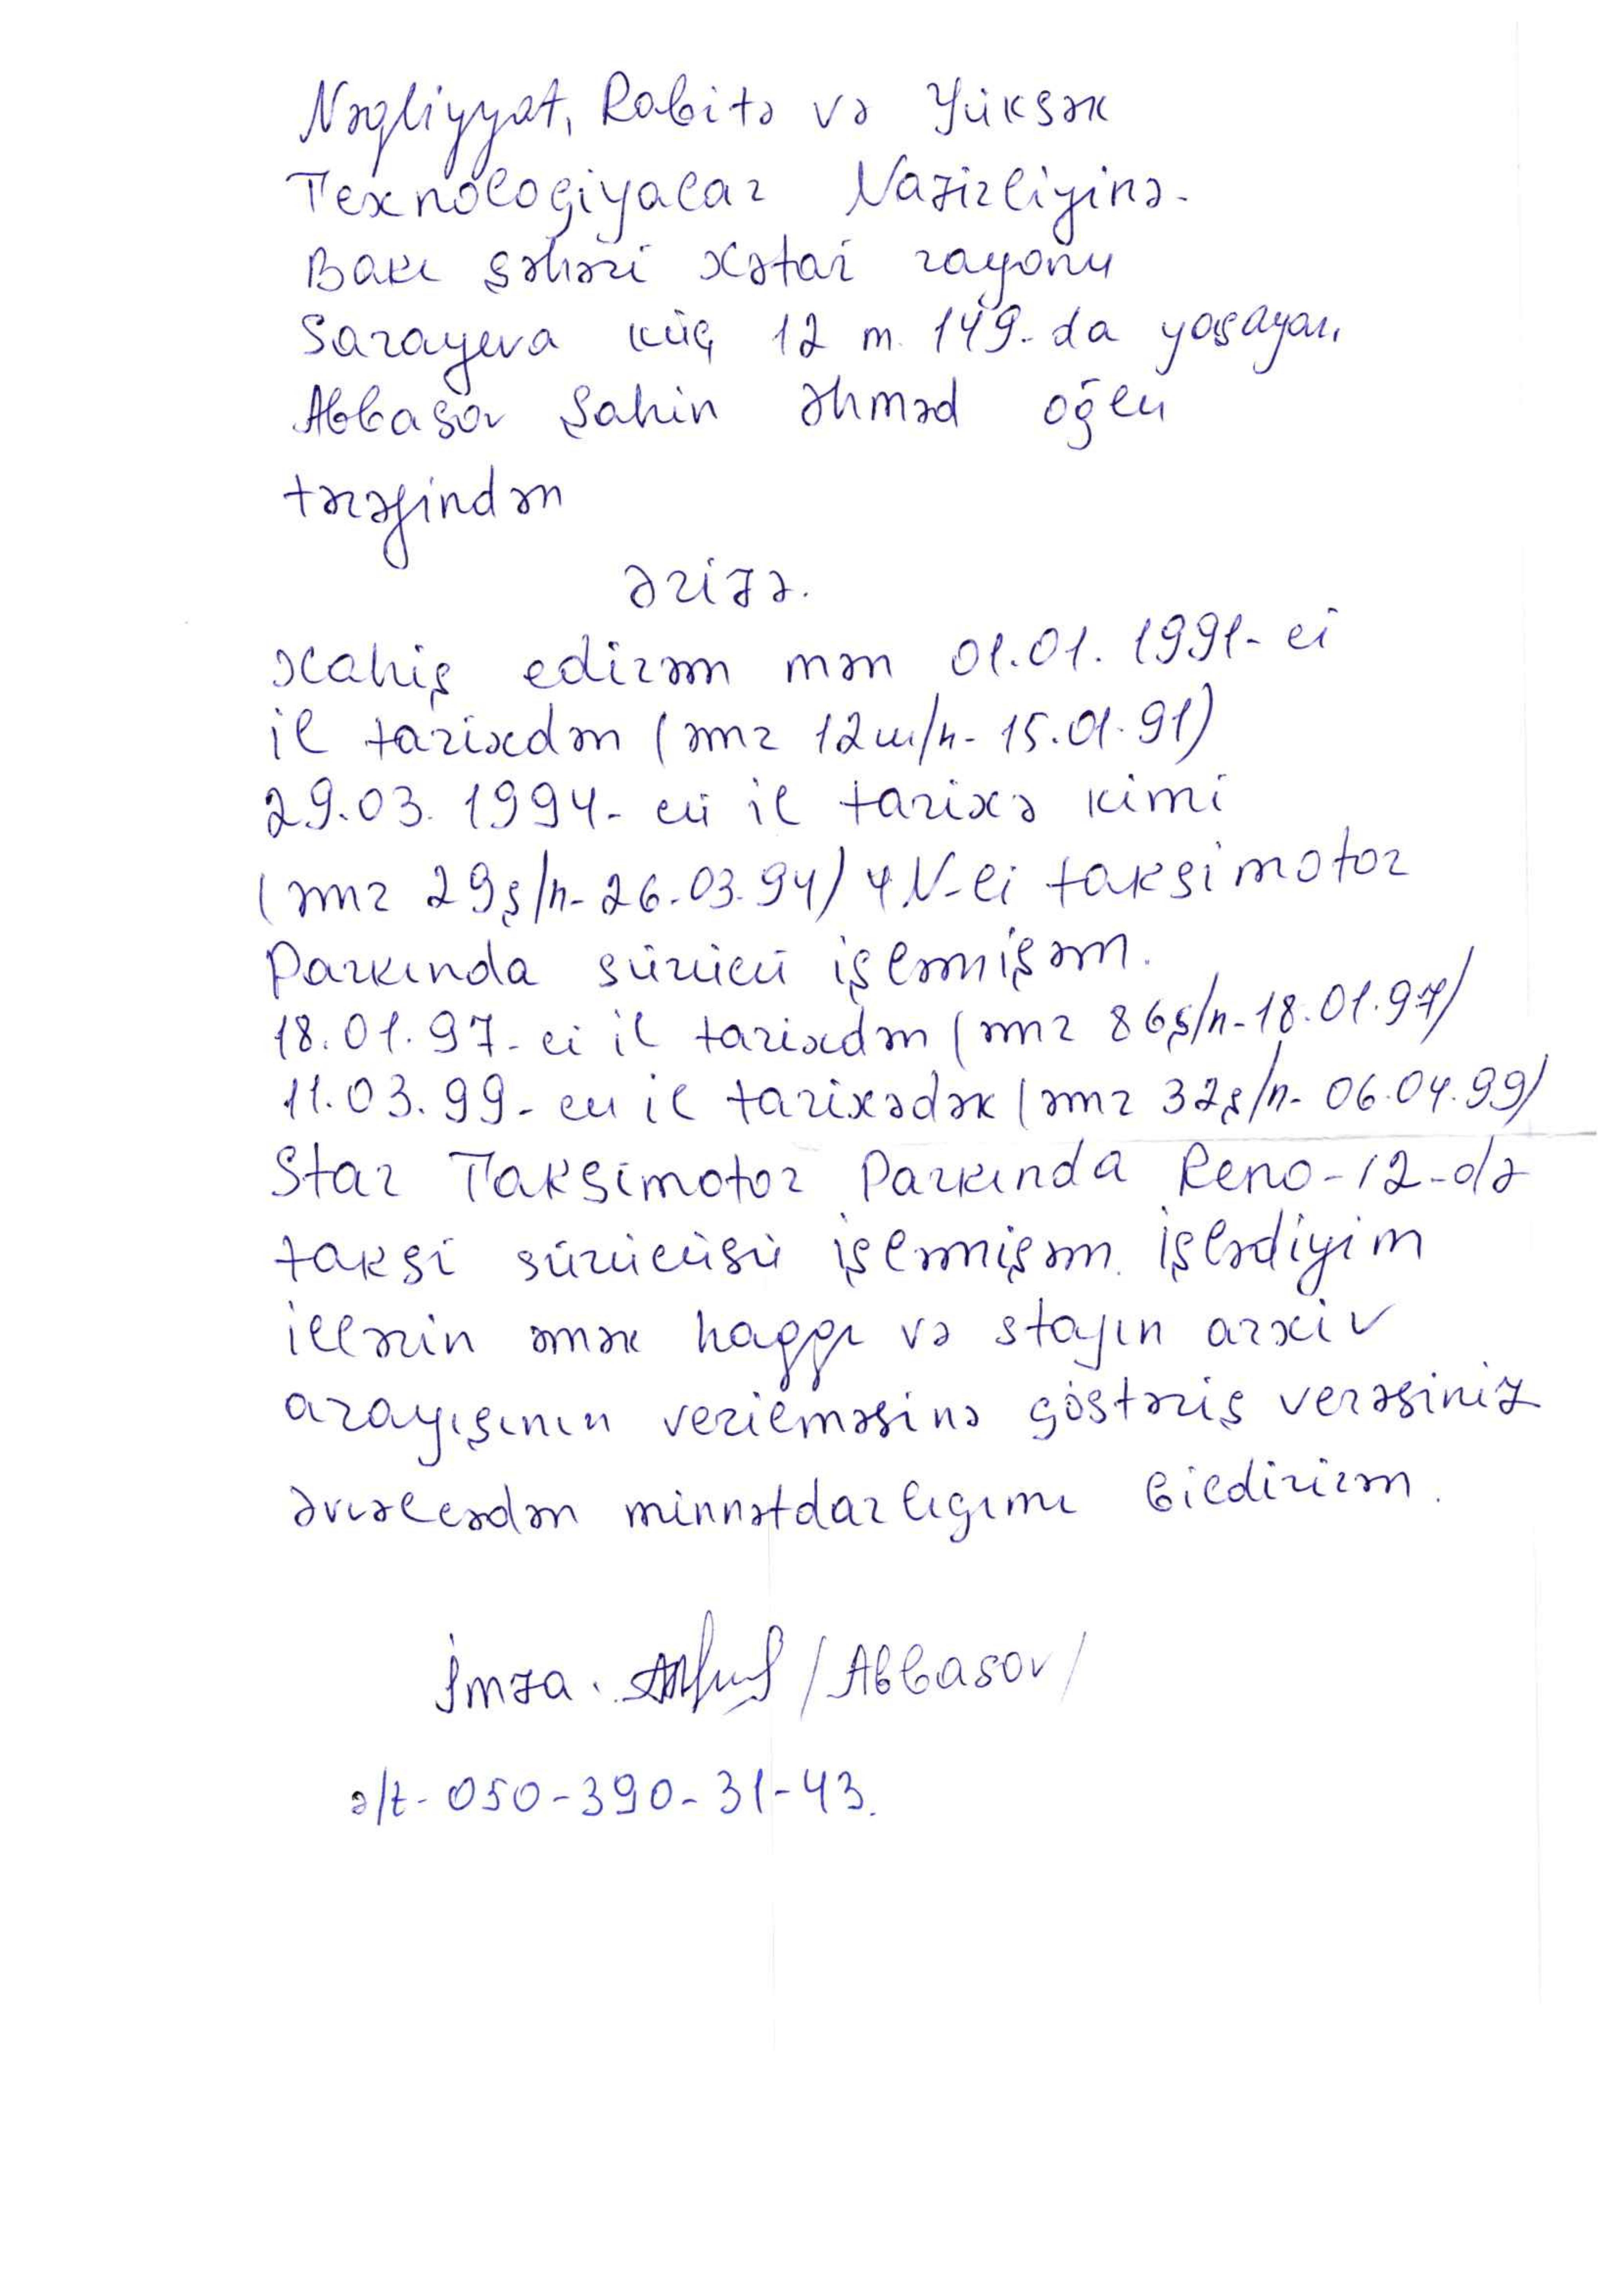 Nəqliyyat, Rabitə və Yüksək
Texnologiyalar Nazirliyinə.
Bakı şəhəri Xətai rayonu
Sarayeva küç 12 m. 149-da yaşayan
Abbasov Şahin Əhməd oğlu
tərəfindən
Ərizə.
Xahiş edirəm mən 01.01.1991-ci
il tarixdən (əmr 12ш/н-15.01.91)
29.03.1994-cü il tarixə kimi
(əmr 29ş/n-26.03.94) 4 N-li taksimotor
Parkında sürücü işləmişəm.
18.01.97-ci il tarixdən (əmr 86ş/n-18.01.97)
11.03.99-cu il tarixədək (əmr 32ş/n-06.04.99)
Star Taksimotor Parkında Reno-12-də
taksi sürücüsü işləmişəm. İşlədiyim
illərin əmək haqqı və stajın arxiv
arayışının verilməsinə göstəriş verəsiniz
əvvəlcədən minnətdarlığımı bildirirəm.
İmza. /Abbasov/
ə/t-050-390-31-43.